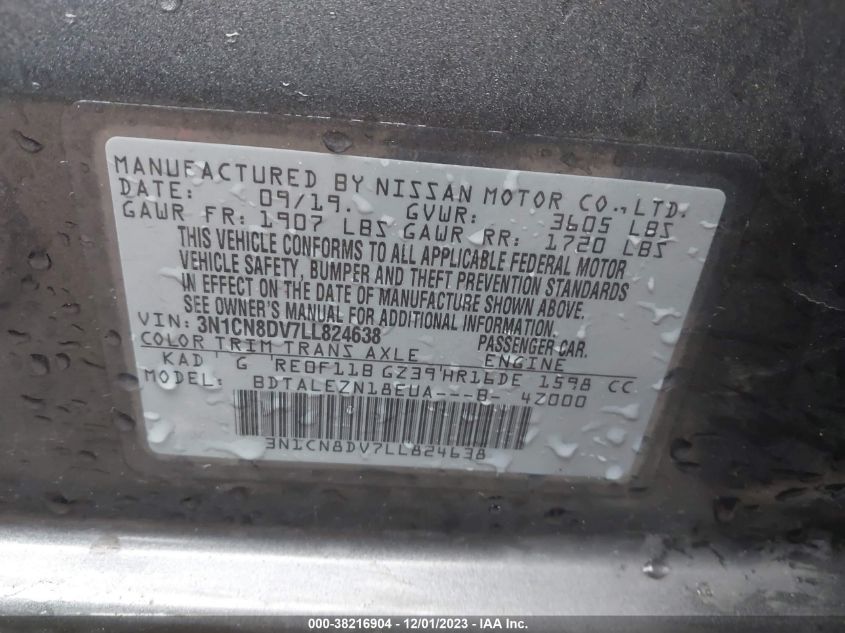 MANUFACTURED BY NISSAN MOTOR CO., LTD.
DATE: 09/19. GVWR: 3605 LBS
GAWR FR: 1907 LBS GAWR RR: 1720 LBS
THIS VEHICLE CONFORMS TO ALL APPLICABLE FEDERAL MOTOR
VEHICLE SAFETY, BUMPER AND THEFT PREVENTION STANDARDS
IN EFFECT ON THE DATE OF MANUFACTURE SHOWN ABOVE.
SEE OWNER'S MANUAL FOR ADDITIONAL INFORMATION.
VIN: 3N1CN8DV7LL824638 PASSENGER CAR.
COLOR TRIM TRANS AXLE ENGINE
KAD G RE0F11B GZ39 HR16DE 1598 CC
MODEL: BDTALEZN18EUA---B- 4Z000
3N1CN8DV7LL824638
000-38216904 - 12/01/2023 - IAA Inc.